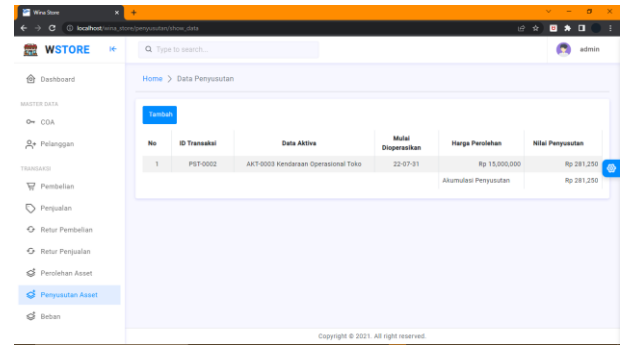 Wina Store
localhost/wina_store/penyusutan/show_data
WSTORE
Type to search...
admin
Dashboard
Home > Data Penyusutan
MASTER DATA
COA
Pelanggan
TRANSAKSI
Pembelian
Penjualan
Retur Pembelian
Retur Penjualan
Perolehan Asset
Penyusutan Asset
Beban
Tambah
No ID Transaksi Data Aktiva Mulai Dioperasikan Harga Perolehan Nilai Penyusutan
1 PST-0002 AKT-0003 Kendaraan Operasional Toko 22-07-31 Rp 15,000,000 Rp 281,250
Akumulasi Penyusutan Rp 281,250
Copyright © 2021. All right reserved.